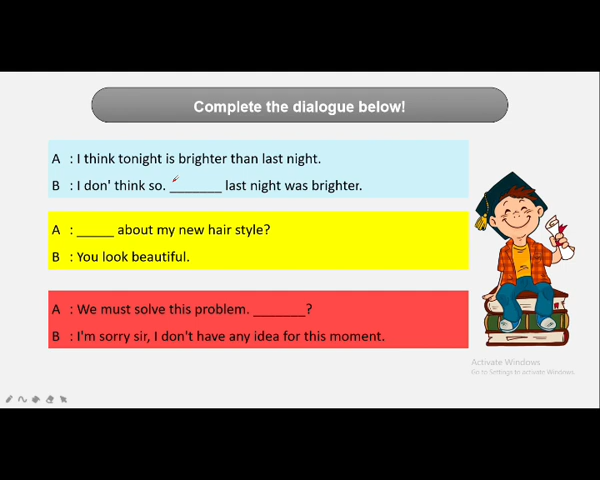 Complete the dialogue below!
A : I think tonight is brighter than last night.
B : I don' think so. _______ last night was brighter.
A : _____ about my new hair style?
B : You look beautiful.
A : We must solve this problem. _______?
B : I'm sorry sir, I don't have any idea for this moment.
Activate Windows
Go to Settings to activate Windows.